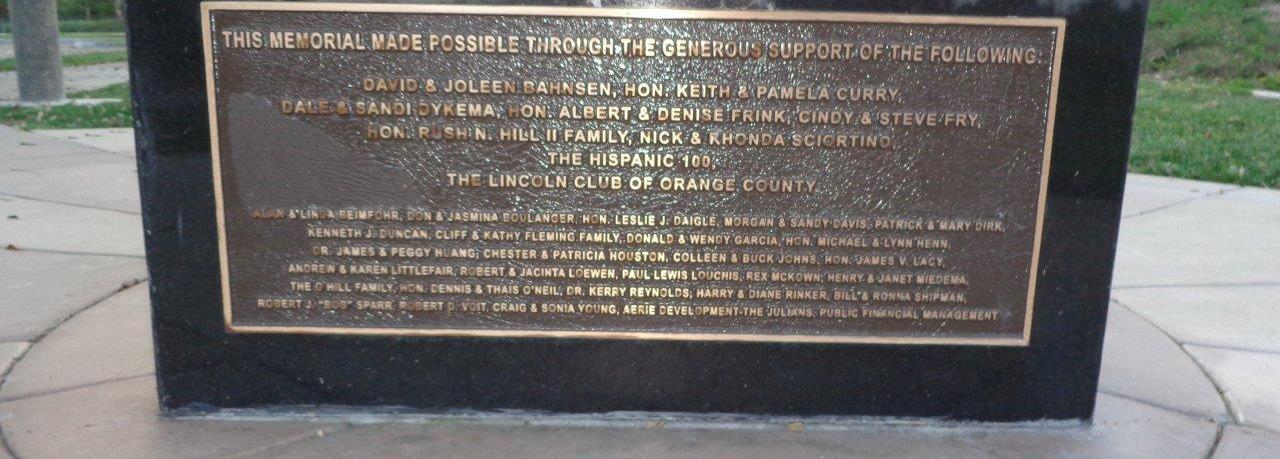 THIS MEMORIAL MADE POSSIBLE THROUGH THE GENEROUS SUPPORT OF THE FOLLOWING:
DAVID & JOLEEN BAHNSEN, HON. KEITH & PAMELA CURRY,
DALE & SANDI DYKEMA, HON. ALBERT & DENISE FRINK, CINDY & STEVE FRY,
HON. RUSH N. HILL II FAMILY, NICK & RHONDA SCIORTINO,
THE HISPANIC 100,
THE LINCOLN CLUB OF ORANGE COUNTY
ALAN & LINDA BEIMFOHR, DON & JASMINA BOULANGER, HON. LESLIE J. DAIGLE, MORGAN & SANDY DAVIS, PATRICK & MARY DIRK,
KENNETH J. DUNCAN, CLIFF & KATHY FLEMING FAMILY, DONALD & WENDY GARCIA, HON. MICHAEL & LYNN HENN,
DR. JAMES & PEGGY HUANG, CHESTER & PATRICIA HOUSTON, COLLEEN & BUCK JOHNS, HON. JAMES V. LACY,
ANDREW & KAREN LITTLEFAIR, ROBERT & JACINTA LOEWEN, PAUL LEWIS LOUCHIS, REX MCKOWN, HENRY & JANET MIEDEMA,
THE O'HILL FAMILY, HON. DENNIS & THAIS O'NEIL, DR. KERRY REYNOLDS, HARRY & DIANE RINKER, BILL & RONNA SHIPMAN,
ROBERT J. "BOB" SPARR, ROBERT D. VOIT, CRAIG & SONIA YOUNG, AERIE DEVELOPMENT-THE JULIANS, PUBLIC FINANCIAL MANAGEMENT